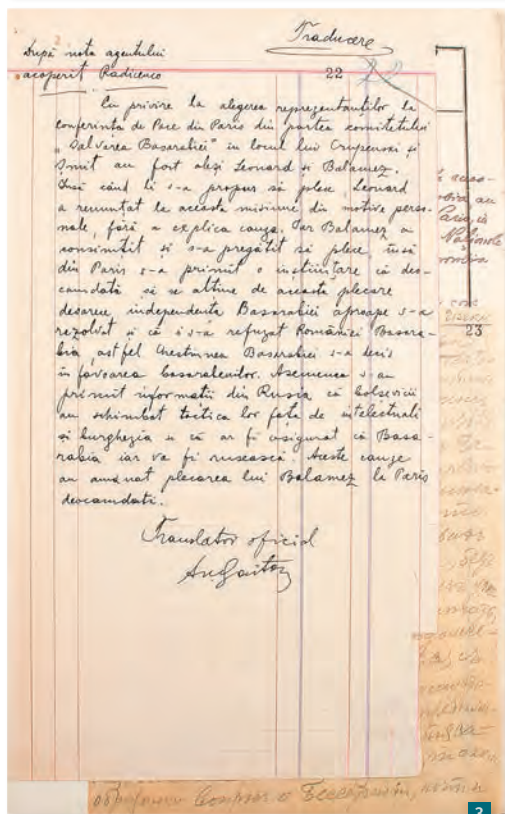 Traducere
După nota agentului
acoperit Radicenco
22
Cu privire la alegerea reprezentanților la
conferința de Pace din Paris din partea comitetului
„Salvarea Basarabiei" în locul lui Crupenschi și
Șmit au fost aleși Leonard și Balamez.
Însă când li s-a propus să plece, Leonard
a renunțat la aceasta misiune din motive perso-
nale, fără a explica cauza. Iar Balamez a
consimțit și s-a pregătit să plece, însă
din Paris s-a primit o înștiințare că deo-
camdată să se abține de aceasta plecare
deoarece, independența Basarabiei aproape s-a
rezolvat și că i s-a refuzat României Basara-
bia, astfel chestiunea Basarabiei s-a decis
în favoarea basarabenilor. Asemenea s-au
primit informații din Rusia că bolșevicii
au schimbat tactica lor față de intelectuali
și burghezia și că ar fi asigurat că Basa-
rabia iar va fi rusească. Aceste cauze
au amânat plecarea lui Balamez la Paris
deocamdată.
Translator oficial
23
3